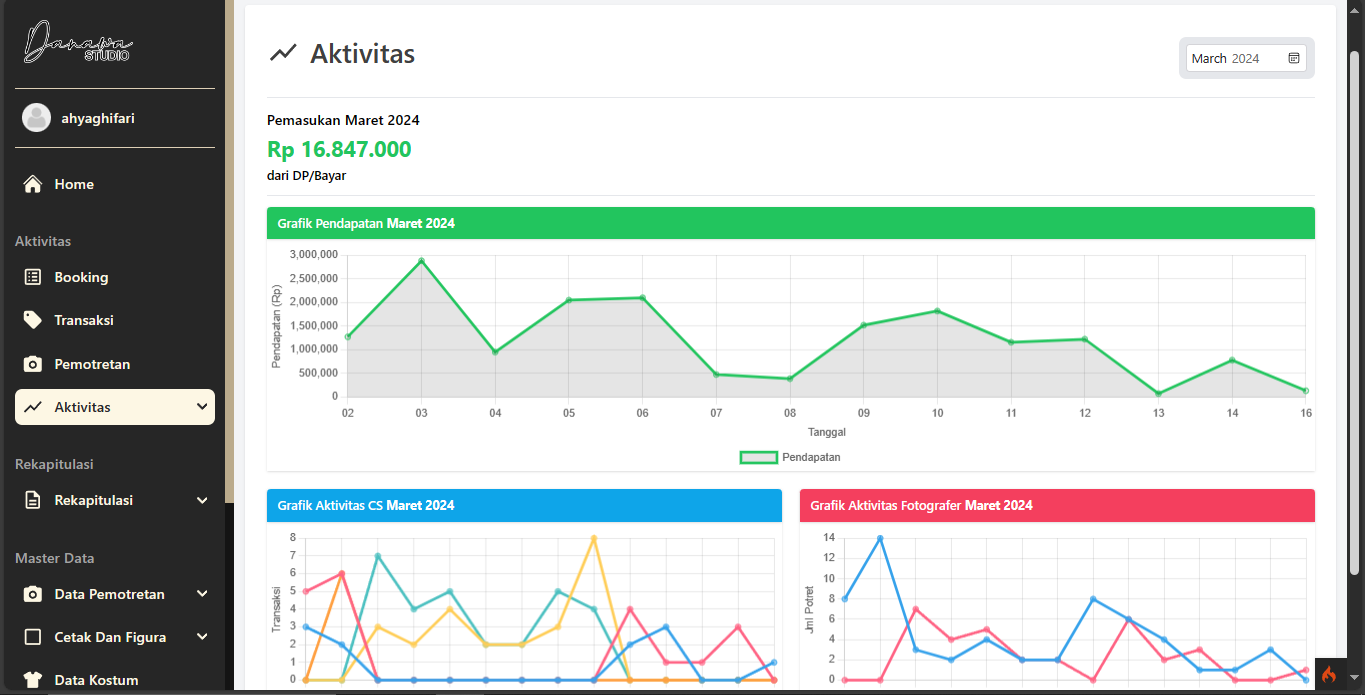 Danawa
STUDIO
ahyaghifari
Home
Aktivitas
Booking
Transaksi
Pemotretan
Aktivitas
Rekapitulasi
Rekapitulasi
Master Data
Data Pemotretan
Cetak Dan Figura
Data Kostum
Aktivitas
March 2024
Pemasukan Maret 2024
Rp 16.847.000
dari DP/Bayar
Grafik Pendapatan Maret 2024
Pendapatan (Rp)
3,000,000
2,500,000
2,000,000
1,500,000
1,000,000
500,000
0
02 03 04 05 06 07 08 09 10 11 12 13 14 16
Tanggal
Pendapatan
Grafik Aktivitas CS Maret 2024
Transaksi
8
7
6
5
4
3
2
1
0
Grafik Aktivitas Fotografer Maret 2024
Jml Potret
14
12
10
8
6
4
2
0